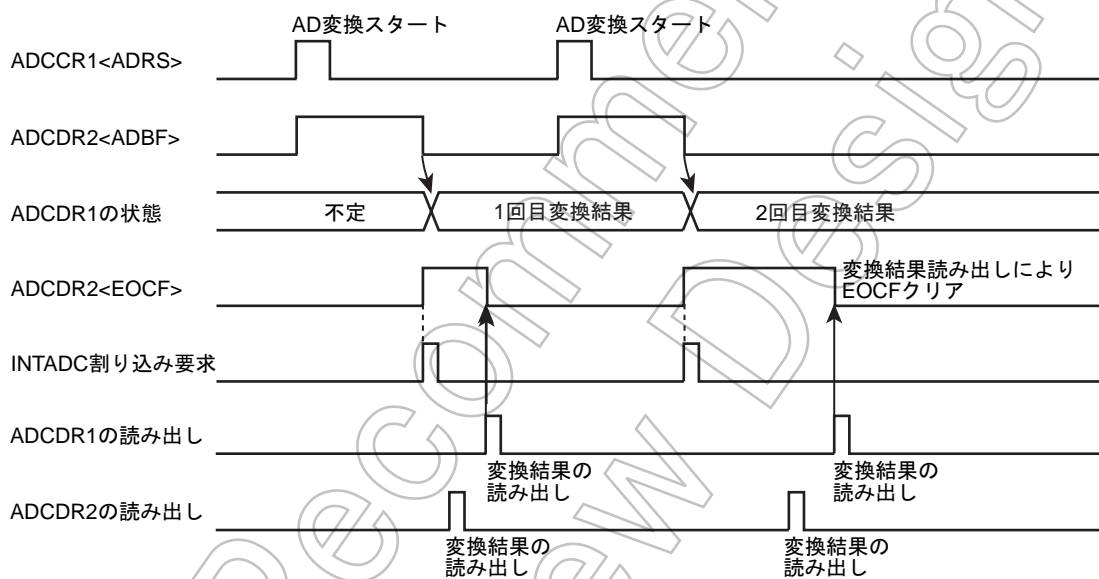 AD変換スタート
AD変換スタート
ADCCR1<ADRS>
ADCDR2<ADBF>
ADCDR1の状態
不定
1回目変換結果
2回目変換結果
ADCDR2<EOCF>
変換結果読み出しにより
EOCFクリア
INTADC割り込み要求
ADCDR1の読み出し
変換結果の
読み出し
変換結果の
読み出し
ADCDR2の読み出し
変換結果の
読み出し
変換結果の
読み出し